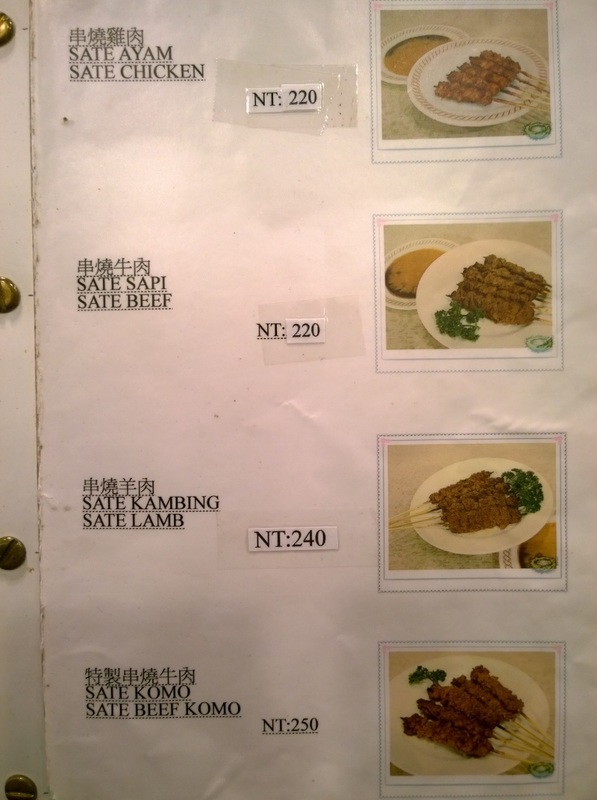 串燒雞肉
SATE AYAM
SATE CHICKEN
NT: 220
串燒牛肉
SATE SAPI
SATE BEEF
NT: 220
串燒羊肉
SATE KAMBING
SATE LAMB
NT:240
特製串燒牛肉
SATE KOMO
SATE BEEF KOMO
NT:250